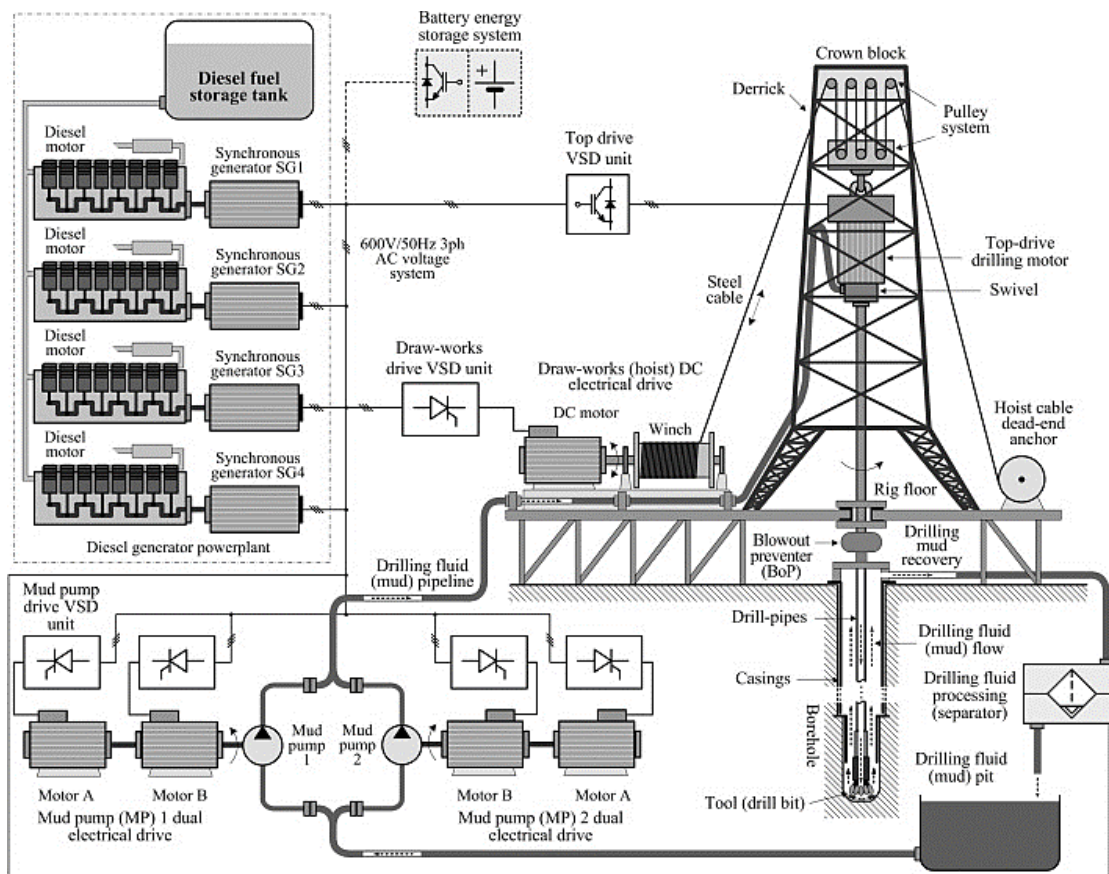 Battery energy
storage system
Diesel fuel
storage tank
Crown block
Derrick
Pulley
system
Diesel
motor
Synchronous
generator SG1
Top drive
VSD unit
Diesel
motor
Synchronous
generator SG2
600V/50Hz 3ph
AC voltage
system
Top-drive
drilling motor
Steel
cable
Swivel
Diesel
motor
Synchronous
generator SG3
Draw-works
drive VSD unit
Draw-works (hoist) DC
electrical drive
DC motor
Winch
Hoist cable
dead-end
anchor
Diesel
motor
Synchronous
generator SG4
Rig floor
Diesel generator powerplant
Drilling fluid
(mud) pipeline
Blowout
preventer
(BoP)
Drilling
mud
recovery
Mud pump
drive VSD
unit
Drill-pipes
Drilling fluid
(mud) flow
Casings
Drilling fluid
processing
(separator)
Borehole
Mud
pump
1
Mud
pump
2
Motor A
Motor B
Motor B
Motor A
Mud pump (MP) 1 dual
electrical drive
Mud pump (MP) 2 dual
electrical drive
Tool (drill bit)
Drilling fluid
(mud) pit